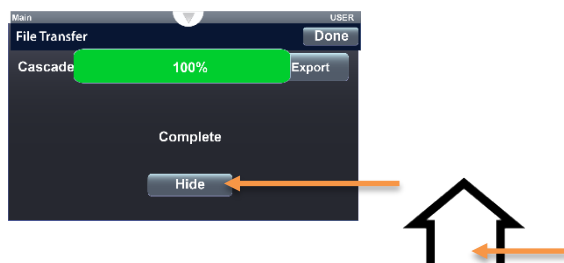 Main USER
File Transfer Done
Cascade 100% Export
Complete
Hide